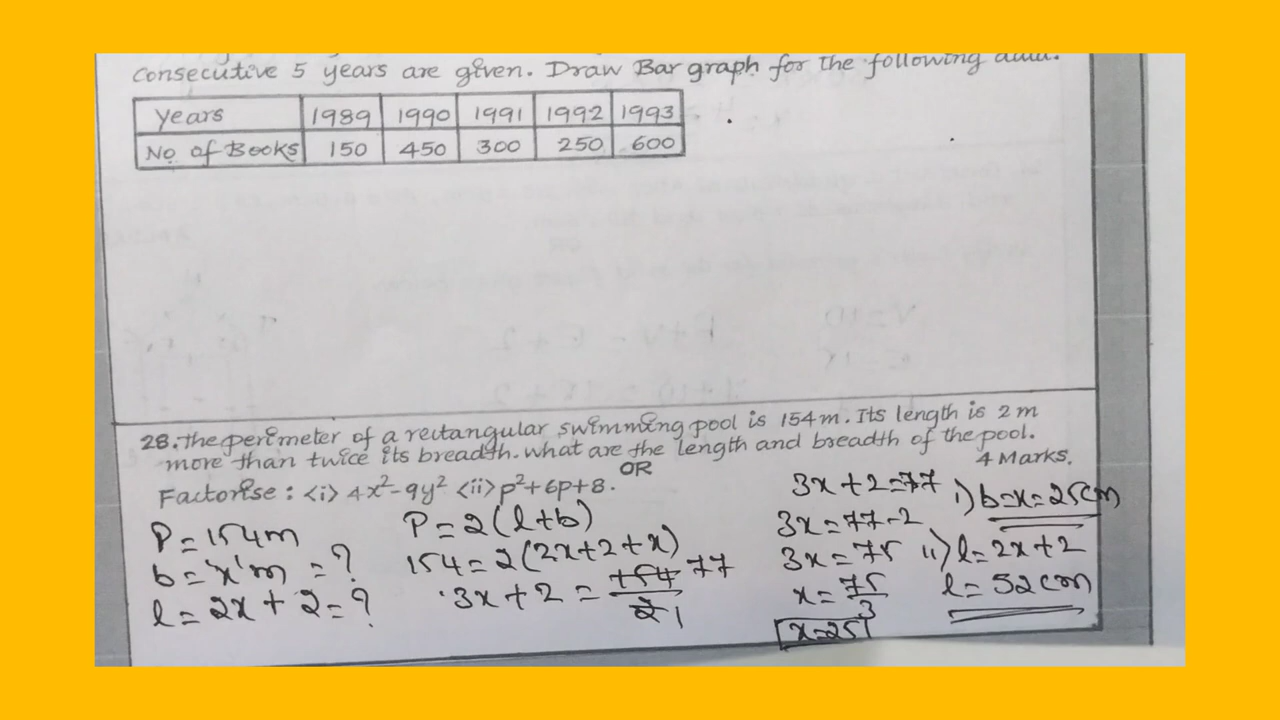 consecutive 5 years are given. Draw Bar graph for the following data.
Years 1989 1990 1991 1992 1993
No of Books 150 450 300 250 600
28. The perimeter of a rectangular swimming pool is 154m. Its length is 2m
more than twice its breadth. what are the length and breadth of the pool.
OR 4 Marks.
Factorise : <i> 4x²-9y² <ii> p²+6p+8.
P=154m
b='x'm =?
l=2x+2=?
P=2(l+b)
154=2(2x+2+x)
3x+2=154/2 77/1
3x+2=77
3x=77-2
3x=75
x=75/3
x=25
i) b=x=25cm
ii) l=2x+2
l=52cm